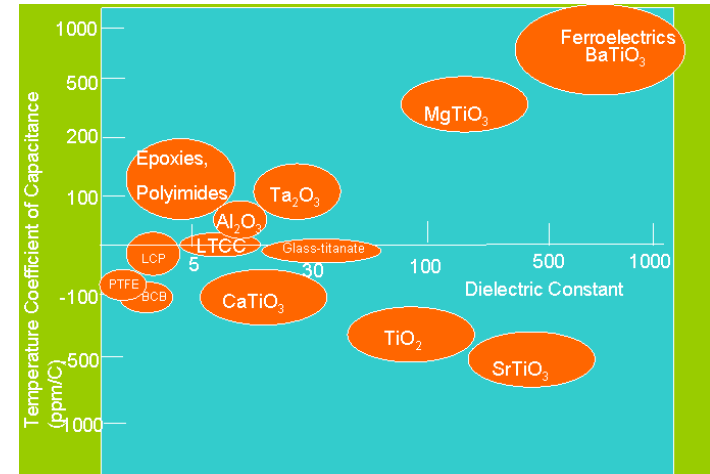 1000
500
200
100
-100
-500
-1000
Temperature Coefficient of Capacitance
(ppm/C)
Ferroelectrics
BaTiO₃
MgTiO₃
Epoxies,
Polyimides
Ta₂O₃
Al₂O₃
LTCC
Glass-titanate
LCP
PTFE
BCB
5
30
100
500
1000
Dielectric Constant
CaTiO₃
TiO₂
SrTiO₃